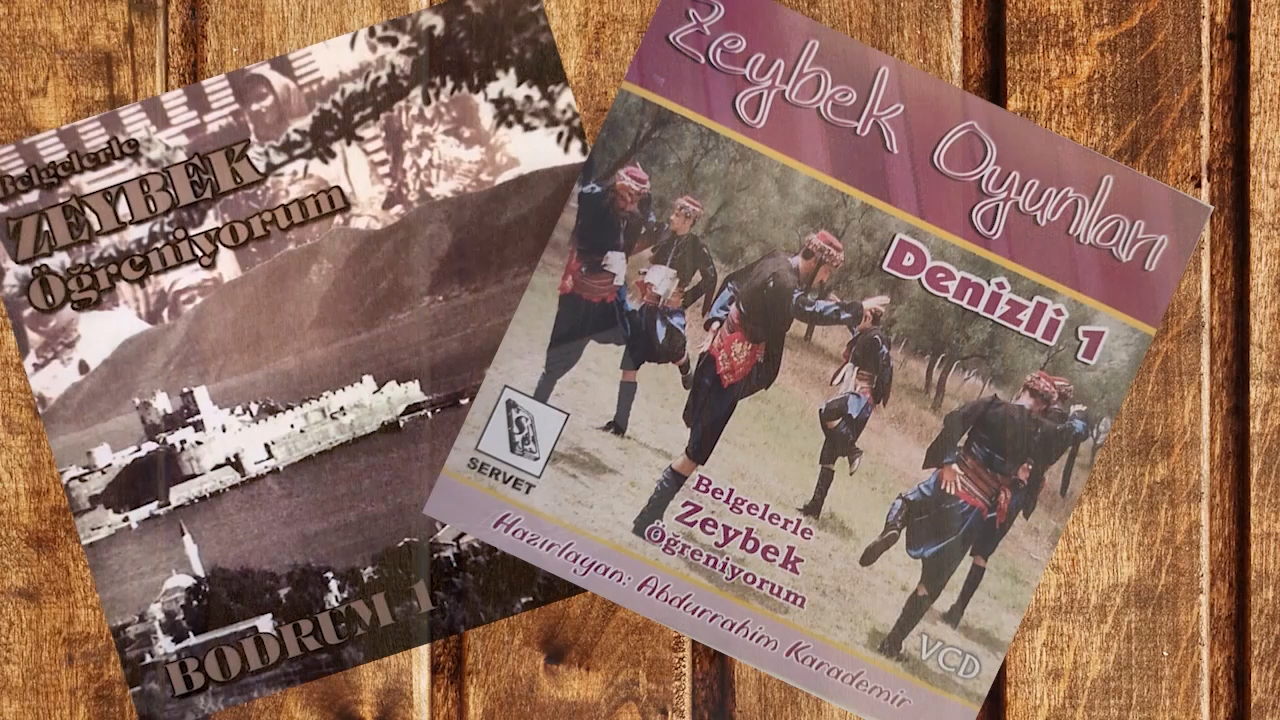 Belgelerle
ZEYBEK
Öğreniyorum
BODRUM 1
Zeybek Oyunları
Denizli 1
SERVET
Belgelerle
Zeybek
Öğreniyorum
Hazırlayan: Abdurrahim Karademir
VCD